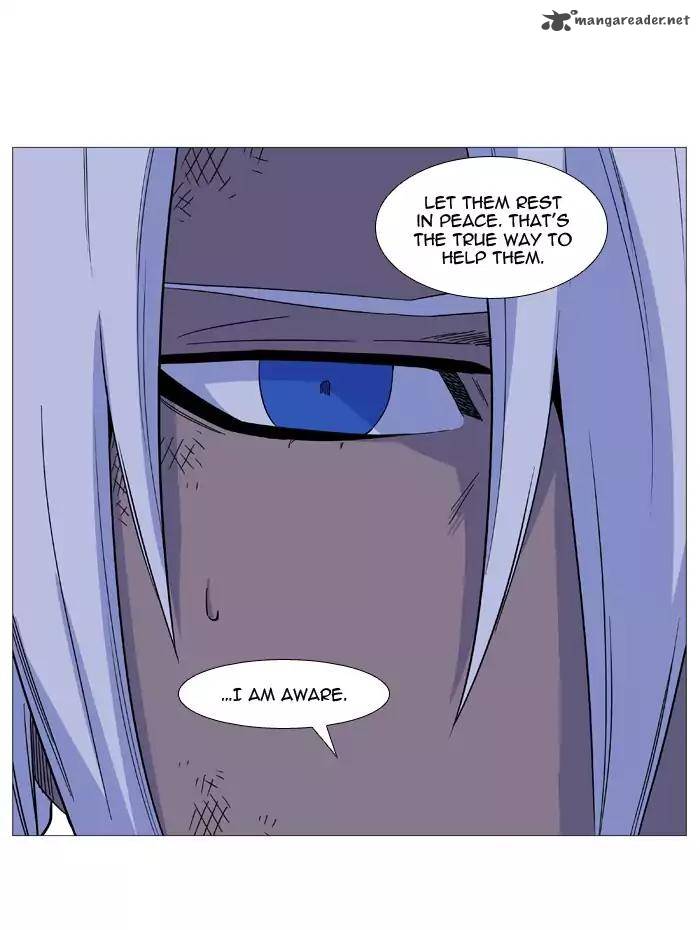 mangareader.net
LET THEM REST
IN PEACE. THAT'S
THE TRUE WAY TO
HELP THEM.
...I AM AWARE.